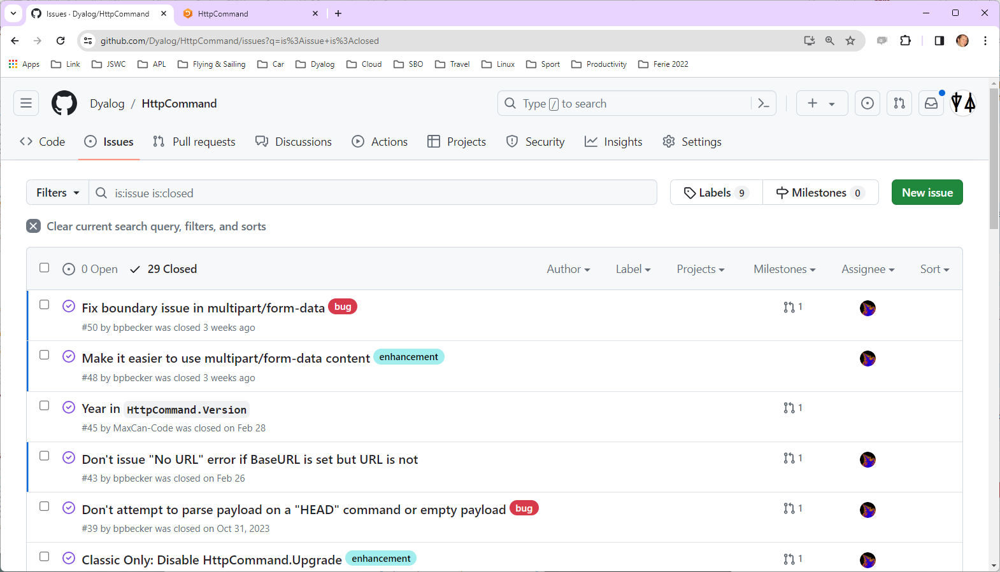 Issues · Dyalog/HttpCommand
HttpCommand
github.com/Dyalog/HttpCommand/issues?q=is%3Aissue+is%3Aclosed
Apps Link JSWC APL Flying & Sailing Car Dyalog Cloud SBO Travel Linux Sport Productivity Ferie 2022
Dyalog / HttpCommand
Type / to search
Code Issues Pull requests Discussions Actions Projects Security Insights Settings
Filters is:issue is:closed Labels 9 Milestones 0 New issue
Clear current search query, filters, and sorts
0 Open 29 Closed Author Label Projects Milestones Assignee Sort
Fix boundary issue in multipart/form-data bug 1
#50 by bpbecker was closed 3 weeks ago
Make it easier to use multipart/form-data content enhancement
#48 by bpbecker was closed 3 weeks ago
Year in HttpCommand.Version 1
#45 by MaxCan-Code was closed on Feb 28
Don't issue "No URL" error if BaseURL is set but URL is not 1
#43 by bpbecker was closed on Feb 26
Don't attempt to parse payload on a "HEAD" command or empty payload bug 1
#39 by bpbecker was closed on Oct 31, 2023
Classic Only: Disable HttpCommand.Upgrade enhancement 1